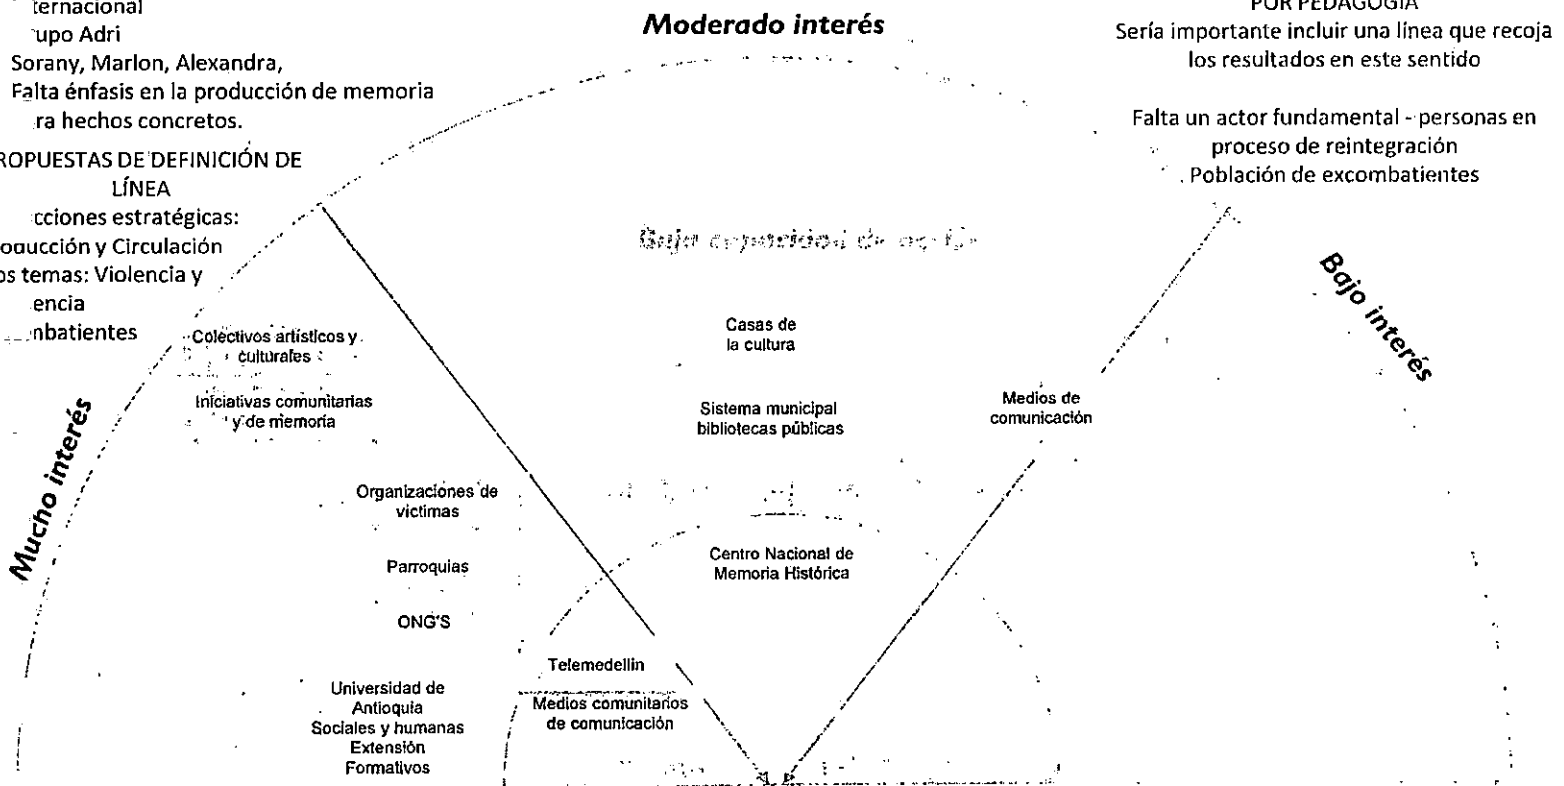 Moderado interés
upo Adri
Sorany, Marlon, Alexandra,
Falta énfasis en la producción de memoria
ra hechos concretos.
ROPUESTAS DE DEFINICIÓN DE
LÍNEA
cciones estratégicas:
oducción y Circulación
os temas: Violencia y
encia
nbatientes
POR PEDAGOGÍA
Sería importante incluir una línea que recoja
los resultados en este sentido
Falta un actor fundamental - personas en
proceso de reintegración
Población de excombatientes
Baja capacidad de
Mucho interés
Bajo interés
Colectivos artísticos y
culturales
Iniciativas comunitarias
y de memoria
Organizaciones de
victimas
Parroquias
ONG'S
Universidad de
Antioquia
Sociales y humanas
Extensión
Formativos
Casas de
la cultura
Sistema municipal
bibliotecas públicas
Medios de
comunicación
Centro Nacional de
Memoria Histórica
Telemedellin
Medios comunitarios
de comunicación